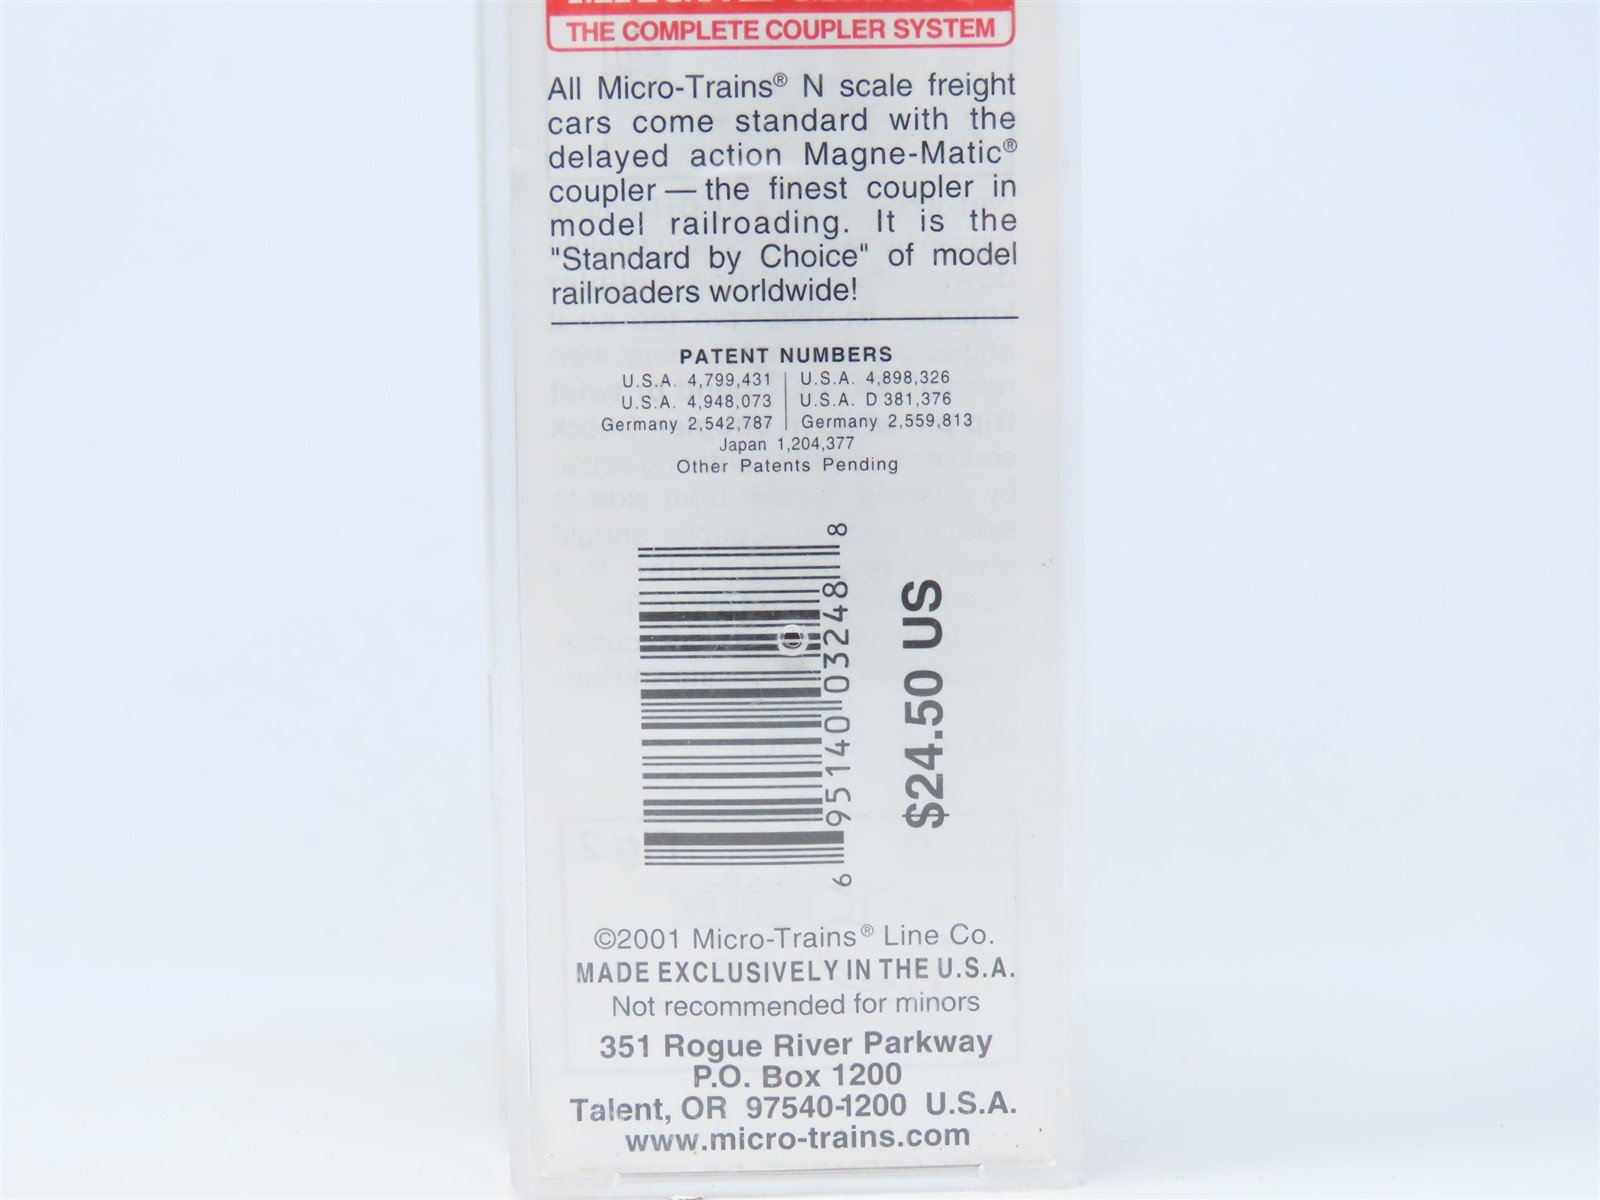 THE COMPLETE COUPLER SYSTEM
All Micro-Trains® N scale freight
cars come standard with the
delayed action Magne-Matic®
coupler — the finest coupler in
model railroading. It is the
"Standard by Choice" of model
railroaders worldwide!
PATENT NUMBERS
U.S.A. 4,799,431 | U.S.A. 4,898,326
U.S.A. 4,948,073 | U.S.A. D 381,376
Germany 2,542,787 | Germany 2,559,813
Japan 1,204,377
Other Patents Pending
6 95140 03248 8
$24.50 US
©2001 Micro-Trains® Line Co.
MADE EXCLUSIVELY IN THE U.S.A.
Not recommended for minors
351 Rogue River Parkway
P.O. Box 1200
Talent, OR 97540-1200 U.S.A.
www.micro-trains.com